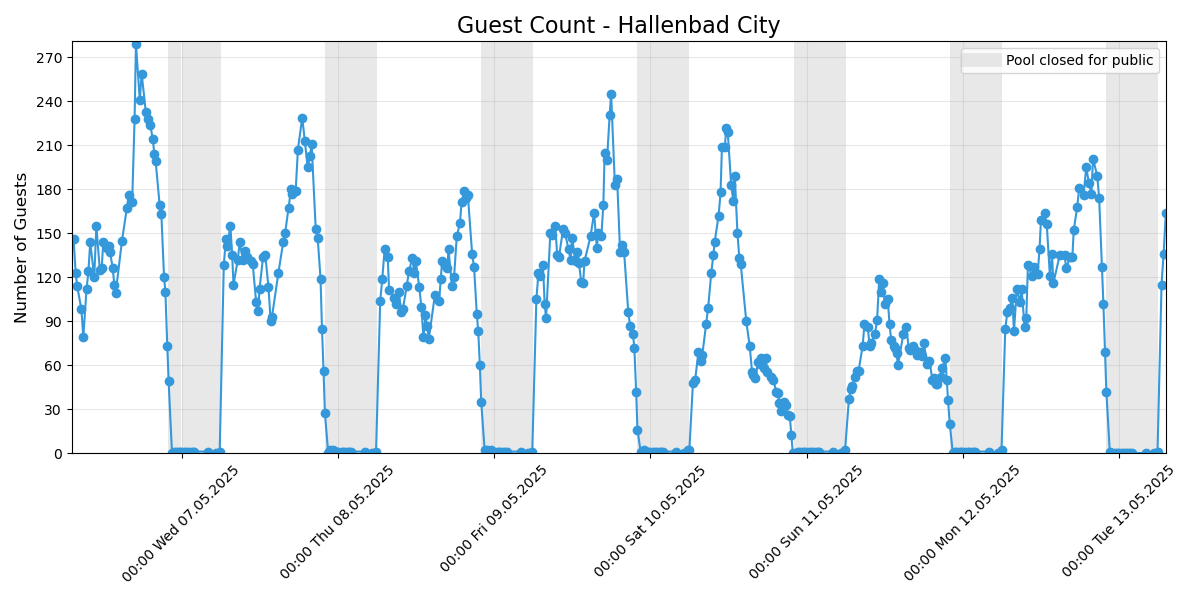 Guest Count - Hallenbad City
Pool closed for public
Number of Guests
270
240
210
180
150
120
90
60
30
0
00:00 Wed 07.05.2025
00:00 Thu 08.05.2025
00:00 Fri 09.05.2025
00:00 Sat 10.05.2025
00:00 Sun 11.05.2025
00:00 Mon 12.05.2025
00:00 Tue 13.05.2025